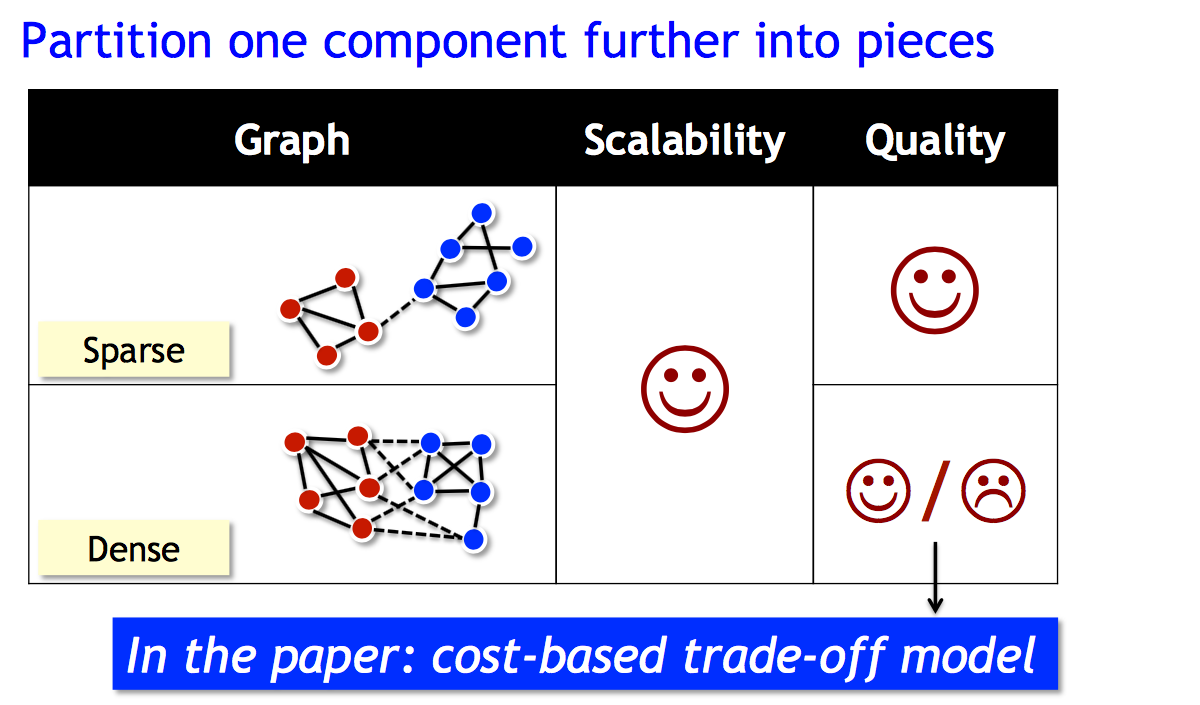 Partition one component further into pieces
Graph Scalability Quality
Sparse
/
Dense
In the paper: cost-based trade-off model